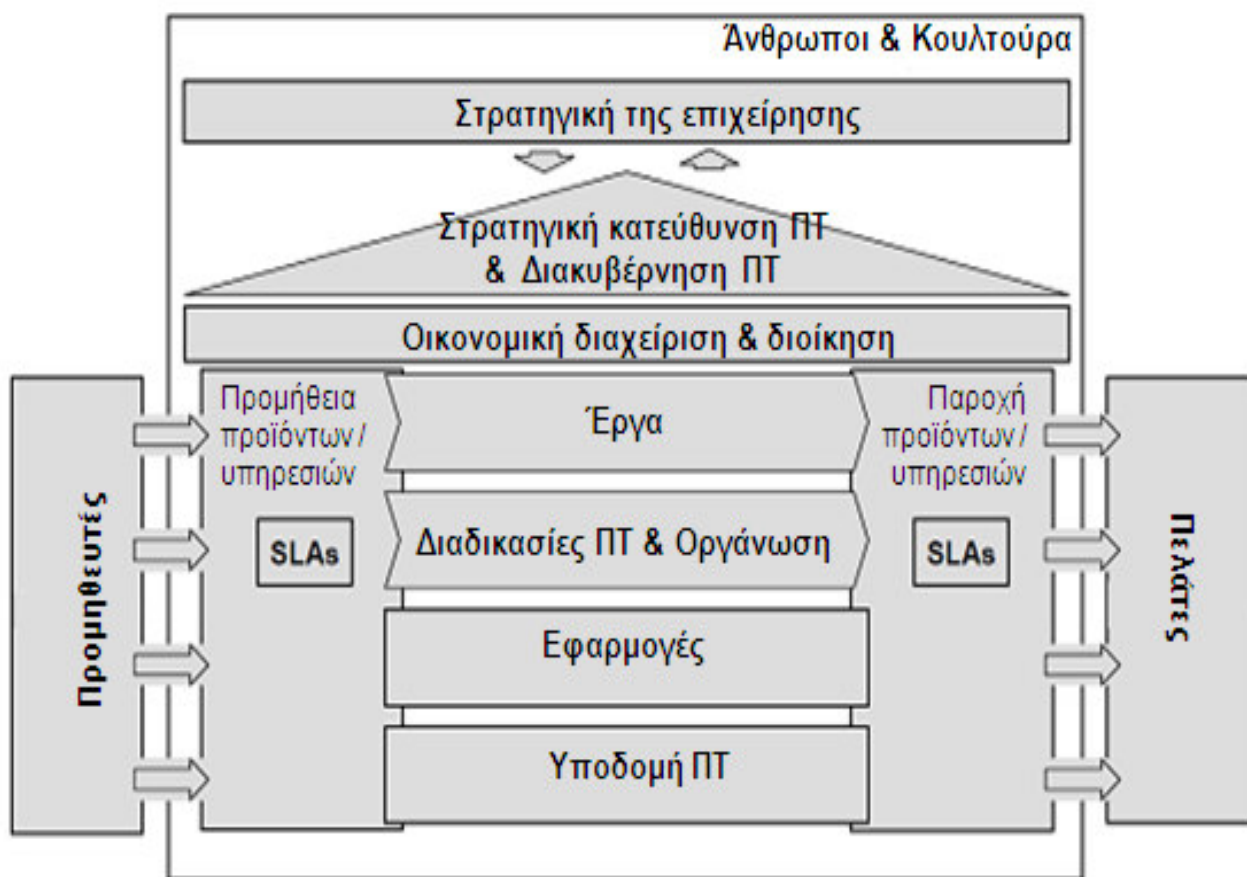 Άνθρωποι & Κουλτούρα
Στρατηγική της επιχείρησης
Στρατηγική κατεύθυνση ΠΤ
& Διακυβέρνηση ΠΤ
Οικονομική διαχείριση & διοίκηση
Προμηθευτές
Προμήθεια
προϊόντων /
υπηρεσιών
SLAs
Έργα
Διαδικασίες ΠΤ & Οργάνωση
Εφαρμογές
Υποδομή ΠΤ
Παροχή
προϊόντων /
υπηρεσιών
SLAs
Πελάτες